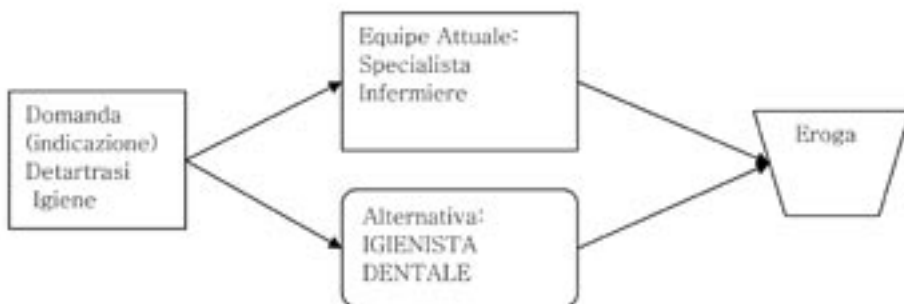 Domanda
(indicazione)
Detartrasi
Igiene
Equipe Attuale:
Specialista
Infermiere
Alternativa:
IGIENISTA
DENTALE
Eroga